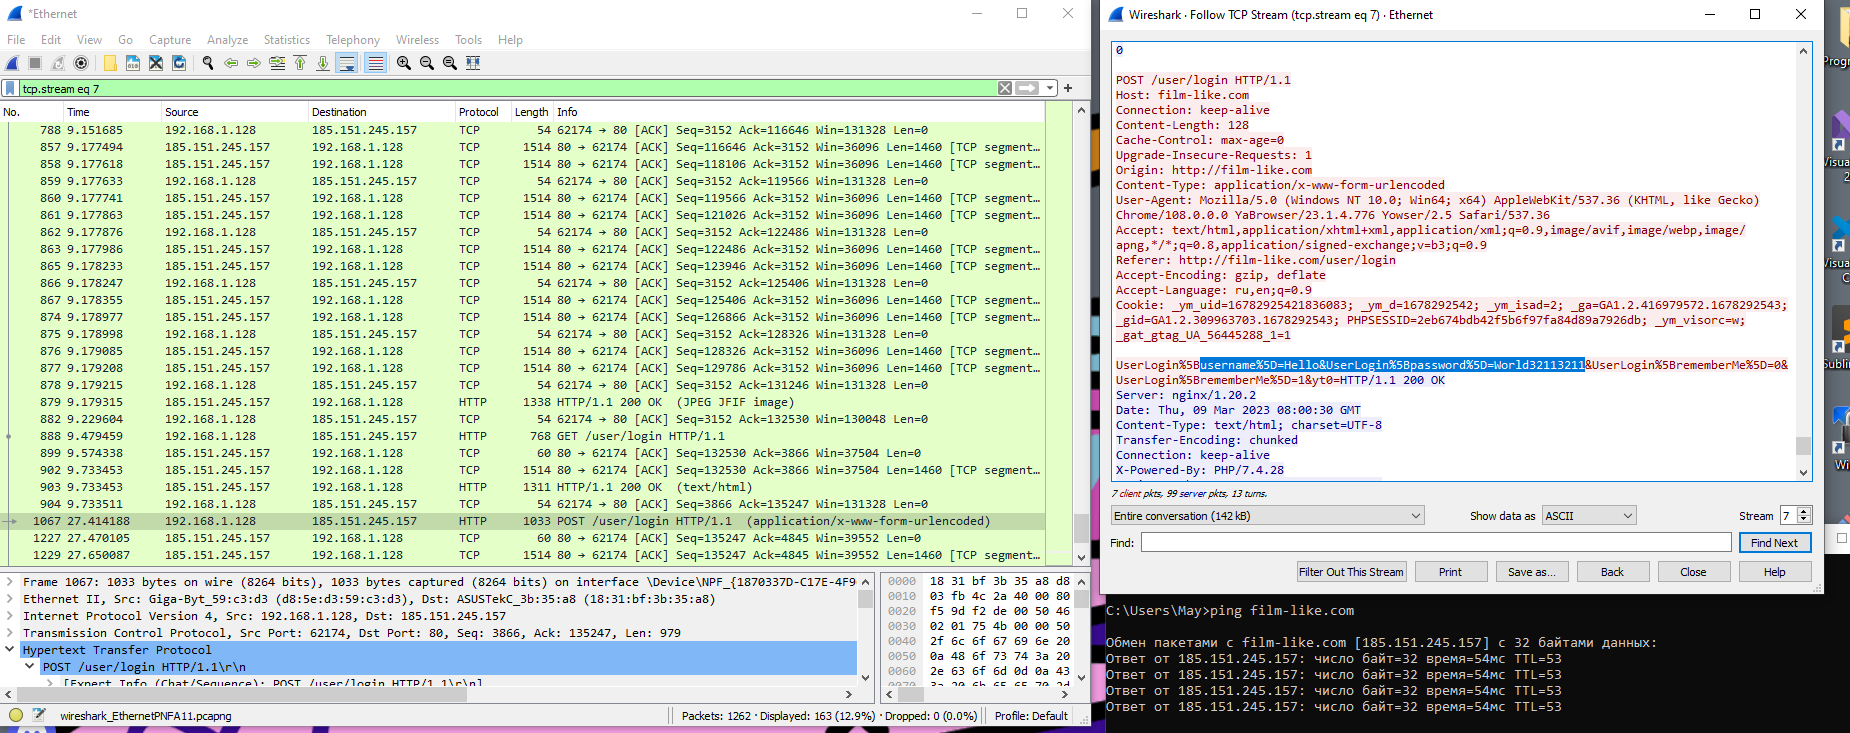 *Ethernet
File Edit View Go Capture Analyze Statistics Telephony Wireless Tools Help
tcp.stream eq 7
No. Time Source Destination Protocol Length Info
788 9.151685 192.168.1.128 185.151.245.157 TCP 54 62174 → 80 [ACK] Seq=3152 Ack=116646 Win=131328 Len=0
857 9.177494 185.151.245.157 192.168.1.128 TCP 1514 80 → 62174 [ACK] Seq=116646 Ack=3152 Win=36096 Len=1460 [TCP segment…
858 9.177618 185.151.245.157 192.168.1.128 TCP 1514 80 → 62174 [ACK] Seq=118106 Ack=3152 Win=36096 Len=1460 [TCP segment…
859 9.177633 192.168.1.128 185.151.245.157 TCP 54 62174 → 80 [ACK] Seq=3152 Ack=119566 Win=131328 Len=0
860 9.177741 185.151.245.157 192.168.1.128 TCP 1514 80 → 62174 [ACK] Seq=119566 Ack=3152 Win=36096 Len=1460 [TCP segment…
861 9.177863 185.151.245.157 192.168.1.128 TCP 1514 80 → 62174 [ACK] Seq=121026 Ack=3152 Win=36096 Len=1460 [TCP segment…
862 9.177876 192.168.1.128 185.151.245.157 TCP 54 62174 → 80 [ACK] Seq=3152 Ack=122486 Win=131328 Len=0
863 9.177986 185.151.245.157 192.168.1.128 TCP 1514 80 → 62174 [ACK] Seq=122486 Ack=3152 Win=36096 Len=1460 [TCP segment…
865 9.178233 185.151.245.157 192.168.1.128 TCP 1514 80 → 62174 [ACK] Seq=123946 Ack=3152 Win=36096 Len=1460 [TCP segment…
866 9.178247 192.168.1.128 185.151.245.157 TCP 54 62174 → 80 [ACK] Seq=3152 Ack=125406 Win=131328 Len=0
867 9.178355 185.151.245.157 192.168.1.128 TCP 1514 80 → 62174 [ACK] Seq=125406 Ack=3152 Win=36096 Len=1460 [TCP segment…
874 9.178977 185.151.245.157 192.168.1.128 TCP 1514 80 → 62174 [ACK] Seq=126866 Ack=3152 Win=36096 Len=1460 [TCP segment…
875 9.178998 192.168.1.128 185.151.245.157 TCP 54 62174 → 80 [ACK] Seq=3152 Ack=128326 Win=131328 Len=0
876 9.179085 185.151.245.157 192.168.1.128 TCP 1514 80 → 62174 [ACK] Seq=128326 Ack=3152 Win=36096 Len=1460 [TCP segment…
877 9.179208 185.151.245.157 192.168.1.128 TCP 1514 80 → 62174 [ACK] Seq=129786 Ack=3152 Win=36096 Len=1460 [TCP segment…
878 9.179215 192.168.1.128 185.151.245.157 TCP 54 62174 → 80 [ACK] Seq=3152 Ack=131246 Win=131328 Len=0
879 9.179315 185.151.245.157 192.168.1.128 HTTP 1338 HTTP/1.1 200 OK (JPEG JFIF image)
882 9.229604 192.168.1.128 185.151.245.157 TCP 54 62174 → 80 [ACK] Seq=3152 Ack=132530 Win=130048 Len=0
888 9.479459 192.168.1.128 185.151.245.157 HTTP 768 GET /user/login HTTP/1.1
899 9.574338 185.151.245.157 192.168.1.128 TCP 60 80 → 62174 [ACK] Seq=132530 Ack=3866 Win=37504 Len=0
902 9.733453 185.151.245.157 192.168.1.128 TCP 1514 80 → 62174 [ACK] Seq=132530 Ack=3866 Win=37504 Len=1460 [TCP segment…
903 9.733453 185.151.245.157 192.168.1.128 HTTP 1311 HTTP/1.1 200 OK (text/html)
904 9.733511 192.168.1.128 185.151.245.157 TCP 54 62174 → 80 [ACK] Seq=3866 Ack=135247 Win=131328 Len=0
1067 27.414188 192.168.1.128 185.151.245.157 HTTP 1033 POST /user/login HTTP/1.1 (application/x-www-form-urlencoded)
1227 27.470105 185.151.245.157 192.168.1.128 TCP 60 80 → 62174 [ACK] Seq=135247 Ack=4845 Win=39552 Len=0
1229 27.650087 185.151.245.157 192.168.1.128 TCP 1514 80 → 62174 [ACK] Seq=135247 Ack=4845 Win=39552 Len=1460 [TCP segment…
Frame 1067: 1033 bytes on wire (8264 bits), 1033 bytes captured (8264 bits) on interface \Device\NPF_{1870337D-C17E-4F9
Ethernet II, Src: Giga-Byt_59:c3:d3 (d8:5e:d3:59:c3:d3), Dst: ASUSTekC_3b:35:a8 (18:31:bf:3b:35:a8)
Internet Protocol Version 4, Src: 192.168.1.128, Dst: 185.151.245.157
Transmission Control Protocol, Src Port: 62174, Dst Port: 80, Seq: 3866, Ack: 135247, Len: 979
Hypertext Transfer Protocol
POST /user/login HTTP/1.1\r\n
[Expert Info (Chat/Sequence): POST /user/login HTTP/1.1\r\n]
0000 18 31 bf 3b 35 a8 d8
0010 03 fb 4c 2a 40 00 80
0020 f5 9d f2 de 00 50 46
0030 02 01 75 4b 00 00 50
0040 2f 6c 6f 67 69 6e 20
0050 0a 48 6f 73 74 3a 20
0060 2e 63 6f 6d 0d 0a 43
0070 3a 20 6b 65 65 70 2d
wireshark_EthernetPNFA11.pcapng
Packets: 1262 · Displayed: 163 (12.9%) · Dropped: 0 (0.0%)
Profile: Default
Wireshark · Follow TCP Stream (tcp.stream eq 7) · Ethernet
0
POST /user/login HTTP/1.1
Host: film-like.com
Connection: keep-alive
Content-Length: 128
Cache-Control: max-age=0
Upgrade-Insecure-Requests: 1
Origin: http://film-like.com
Content-Type: application/x-www-form-urlencoded
User-Agent: Mozilla/5.0 (Windows NT 10.0; Win64; x64) AppleWebKit/537.36 (KHTML, like Gecko)
Chrome/108.0.0.0 YaBrowser/23.1.4.776 Yowser/2.5 Safari/537.36
Accept: text/html,application/xhtml+xml,application/xml;q=0.9,image/avif,image/webp,image/
apng,*/*;q=0.8,application/signed-exchange;v=b3;q=0.9
Referer: http://film-like.com/user/login
Accept-Encoding: gzip, deflate
Accept-Language: ru,en;q=0.9
Cookie: _ym_uid=16782925421836083; _ym_d=1678292542; _ym_isad=2; _ga=GA1.2.416979572.1678292543;
_gid=GA1.2.309963703.1678292543; PHPSESSID=2eb674bdb42f5b6f97fa84d89a7926db; _ym_visorc=w;
_gat_gtag_UA_56445288_1=1
UserLogin%5Busername%5D=Hello&UserLogin%5Bpassword%5D=World32113211&UserLogin%5BrememberMe%5D=0&
UserLogin%5BrememberMe%5D=1&yt0=HTTP/1.1 200 OK
Server: nginx/1.20.2
Date: Thu, 09 Mar 2023 08:00:30 GMT
Content-Type: text/html; charset=UTF-8
Transfer-Encoding: chunked
Connection: keep-alive
X-Powered-By: PHP/7.4.28
7 client pkts, 99 server pkts, 13 turns.
Entire conversation (142 kB)
Show data as ASCII
Stream 7
Find:
Find Next
Filter Out This Stream Print Save as… Back Close Help
C:\Users\May>ping film-like.com
Обмен пакетами с film-like.com [185.151.245.157] с 32 байтами данных:
Ответ от 185.151.245.157: число байт=32 время=54мс TTL=53
Ответ от 185.151.245.157: число байт=32 время=54мс TTL=53
Ответ от 185.151.245.157: число байт=32 время=54мс TTL=53
Ответ от 185.151.245.157: число байт=32 время=54мс TTL=53